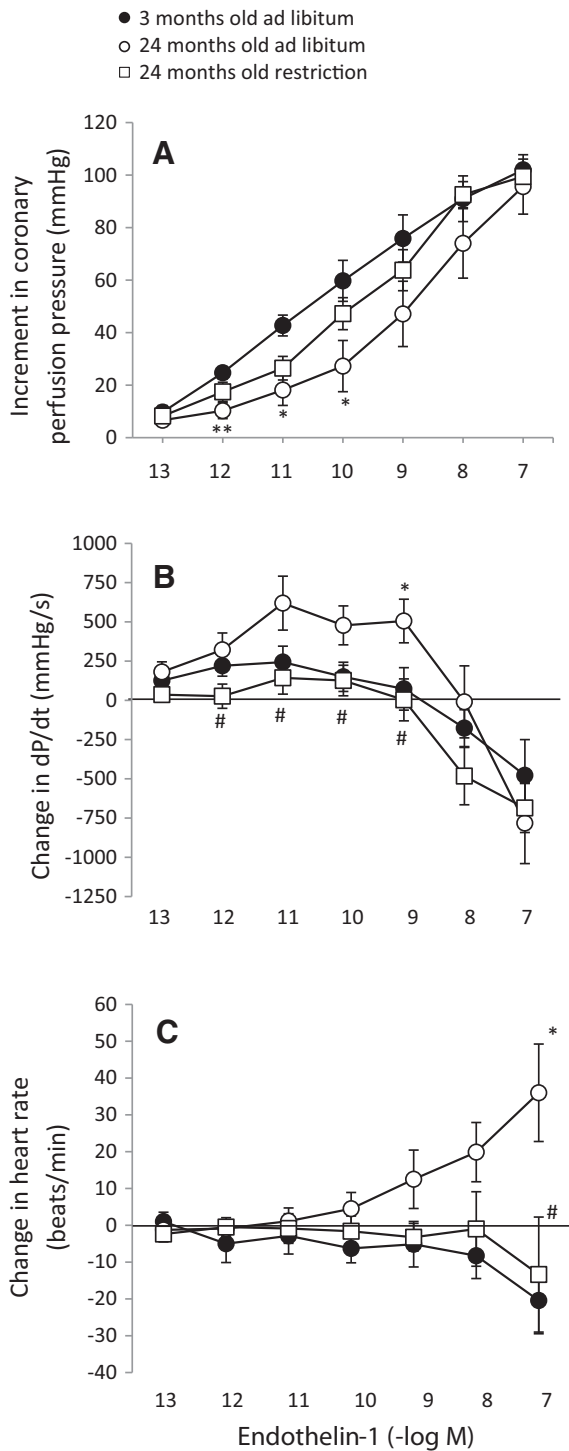 3 months old ad libitum
24 months old ad libitum
24 months old restriction
A
Increment in coronary
perfusion pressure (mmHg)
120
100
80
60
40
20
0
** * *
13 12 11 10 9 8 7
B
Change in dP/dt (mmHg/s)
1000
750
500
250
0
-250
-500
-750
-1000
-1250
*
# # # #
13 12 11 10 9 8 7
C
Change in heart rate
(beats/min)
60
50
40
30
20
10
0
-10
-20
-30
-40
*
#
13 12 11 10 9 8 7
Endothelin-1 (-log M)